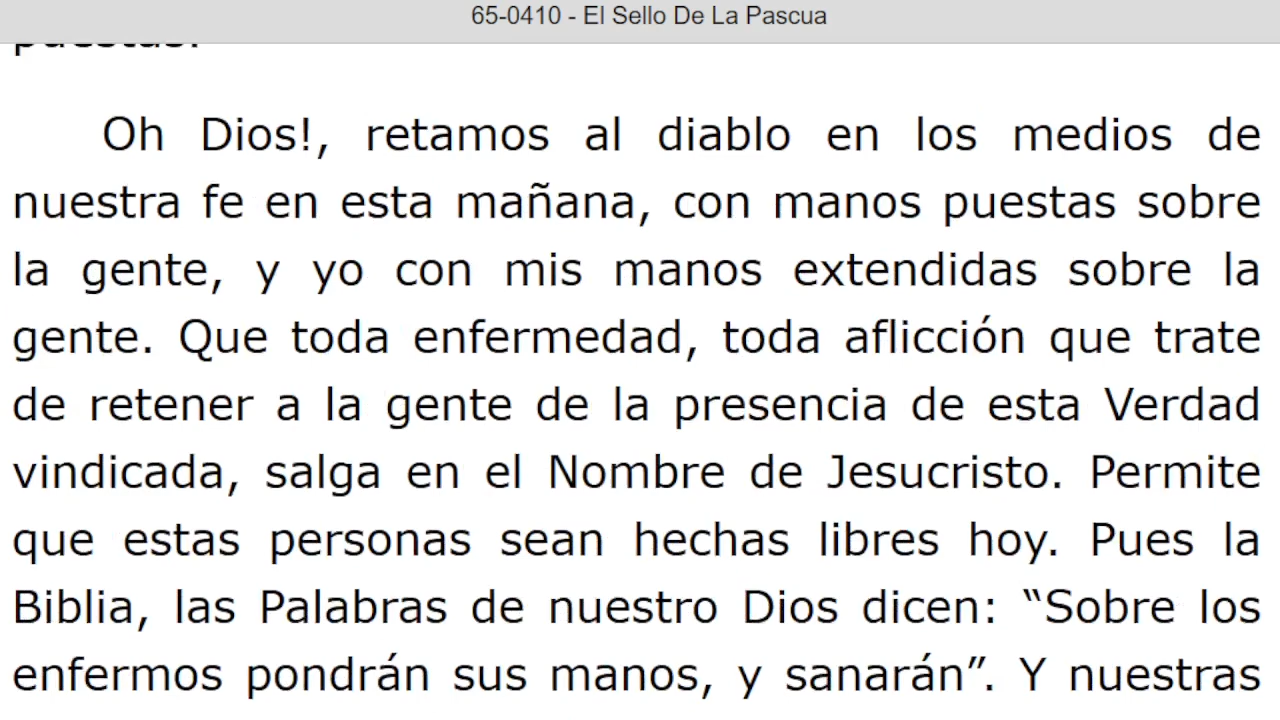 65-0410 - El Sello De La Pascua
puestas.
Oh Dios!, retamos al diablo en los medios de
nuestra fe en esta mañana, con manos puestas sobre
la gente, y yo con mis manos extendidas sobre la
gente. Que toda enfermedad, toda aflicción que trate
de retener a la gente de la presencia de esta Verdad
vindicada, salga en el Nombre de Jesucristo. Permite
que estas personas sean hechas libres hoy. Pues la
Biblia, las Palabras de nuestro Dios dicen: “Sobre los
enfermos pondrán sus manos, y sanarán”. Y nuestras